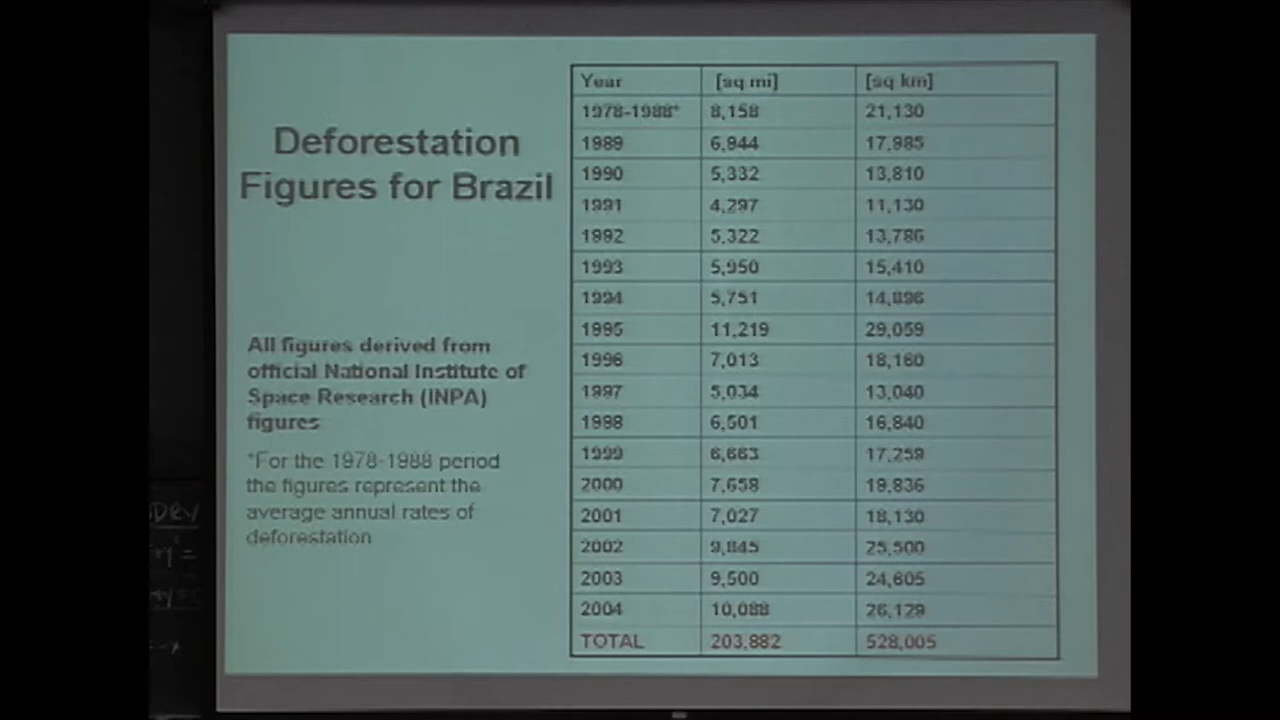 Deforestation
Figures for Brazil
All figures derived from
official National Institute of
Space Research (INPA)
figures
*For the 1978-1988 period
the figures represent the
average annual rates of
deforestation
Year [sq mi] [sq km]
1978-1988* 8,158 21,130
1989 6,944 17,985
1990 5,332 13,810
1991 4,297 11,130
1992 5,322 13,786
1993 5,950 15,410
1994 5,751 14,896
1995 11,219 29,059
1996 7,013 18,160
1997 5,034 13,040
1998 6,501 16,840
1999 6,663 17,259
2000 7,658 19,836
2001 7,027 18,130
2002 9,845 25,500
2003 9,500 24,605
2004 10,088 26,129
TOTAL 203,882 528,005